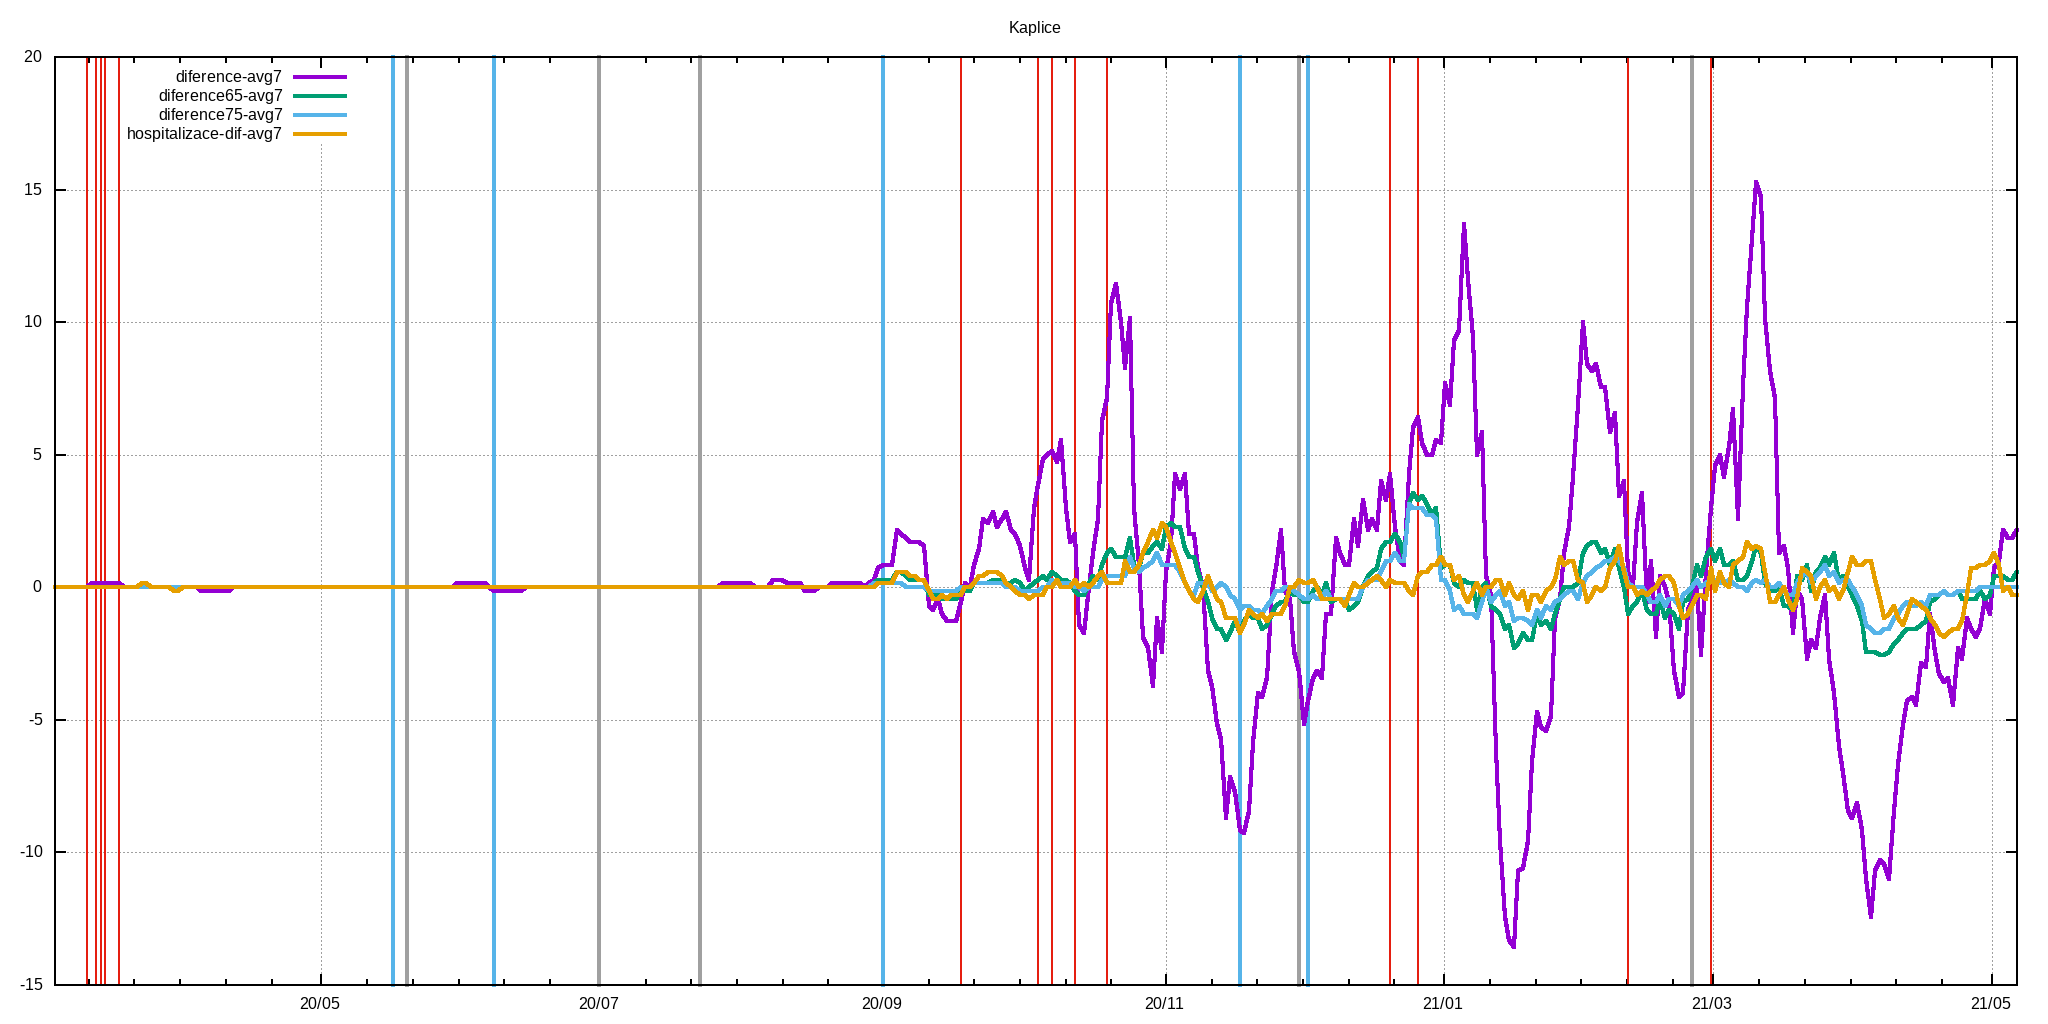 Kaplice
20
15
10
5
0
-5
-10
-15
diference-avg7
diference65-avg7
diference75-avg7
hospitalizace-dif-avg7
20/05 20/07 20/09 20/11 21/01 21/03 21/05